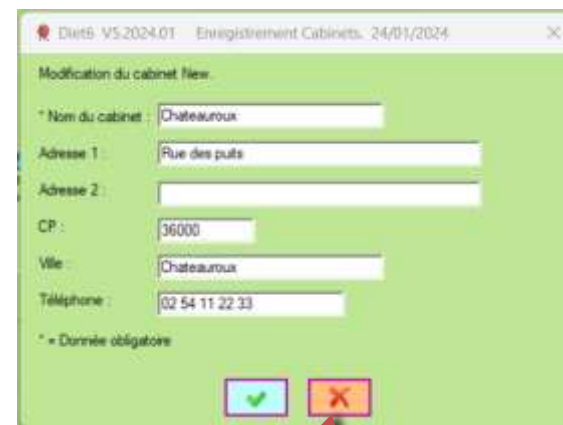 Diet6 V5.2024.01 Enregistrement Cabinets. 24/01/2024
Modification du cabinet New.
* Nom du cabinet : Chateauroux
Adresse 1 : Rue des puits
Adresse 2 :
CP : 36000
Ville : Chateauroux
Téléphone : 02 54 11 22 33
* = Donnée obligatoire